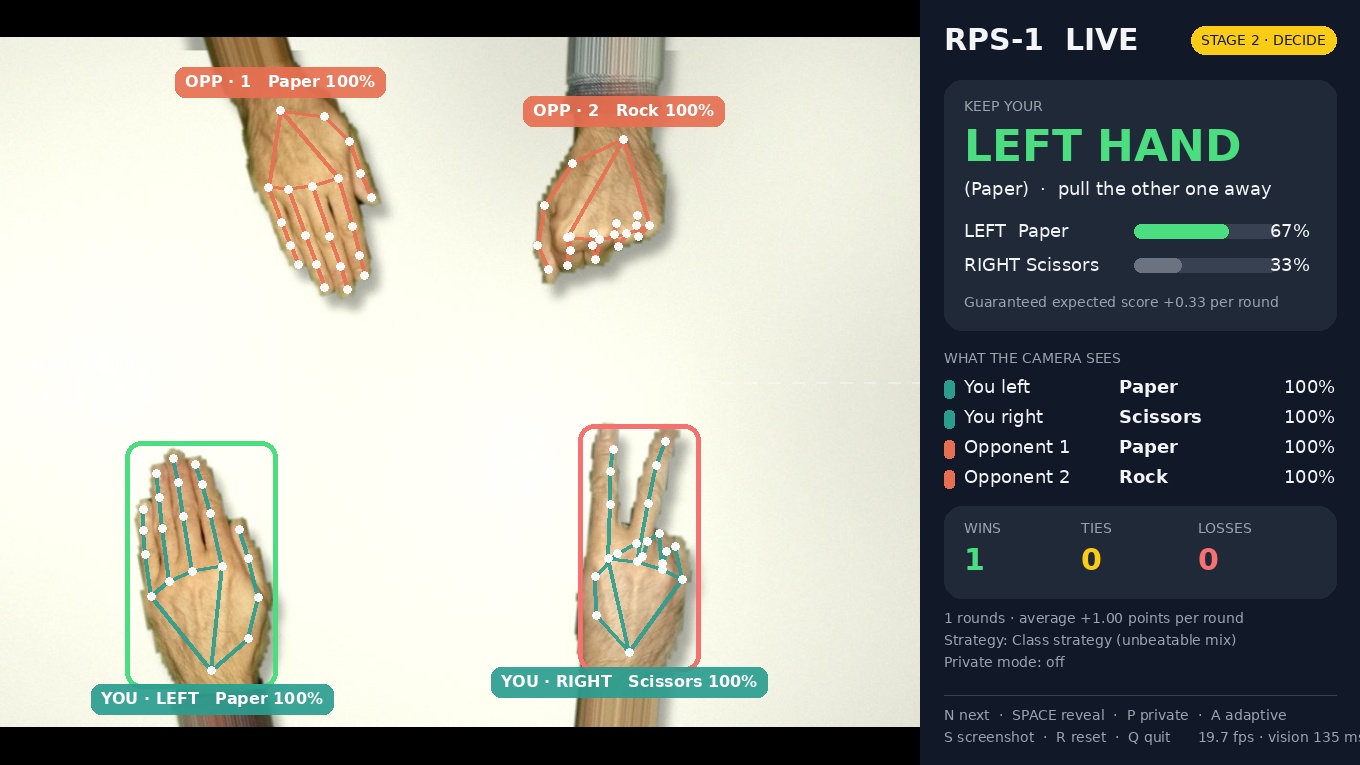 RPS-1 LIVE
STAGE 2 · DECIDE
KEEP YOUR
LEFT HAND
(Paper) · pull the other one away
LEFT Paper 67%
RIGHT Scissors 33%
Guaranteed expected score +0.33 per round
WHAT THE CAMERA SEES
You left Paper 100%
You right Scissors 100%
Opponent 1 Paper 100%
Opponent 2 Rock 100%
WINS TIES LOSSES
1 0 0
1 rounds · average +1.00 points per round
Strategy: Class strategy (unbeatable mix)
Private mode: off
N next · SPACE reveal · P private · A adaptive
S screenshot · R reset · Q quit 19.7 fps · vision 135 ms
OPP · 1 Paper 100%
OPP · 2 Rock 100%
YOU · LEFT Paper 100%
YOU · RIGHT Scissors 100%